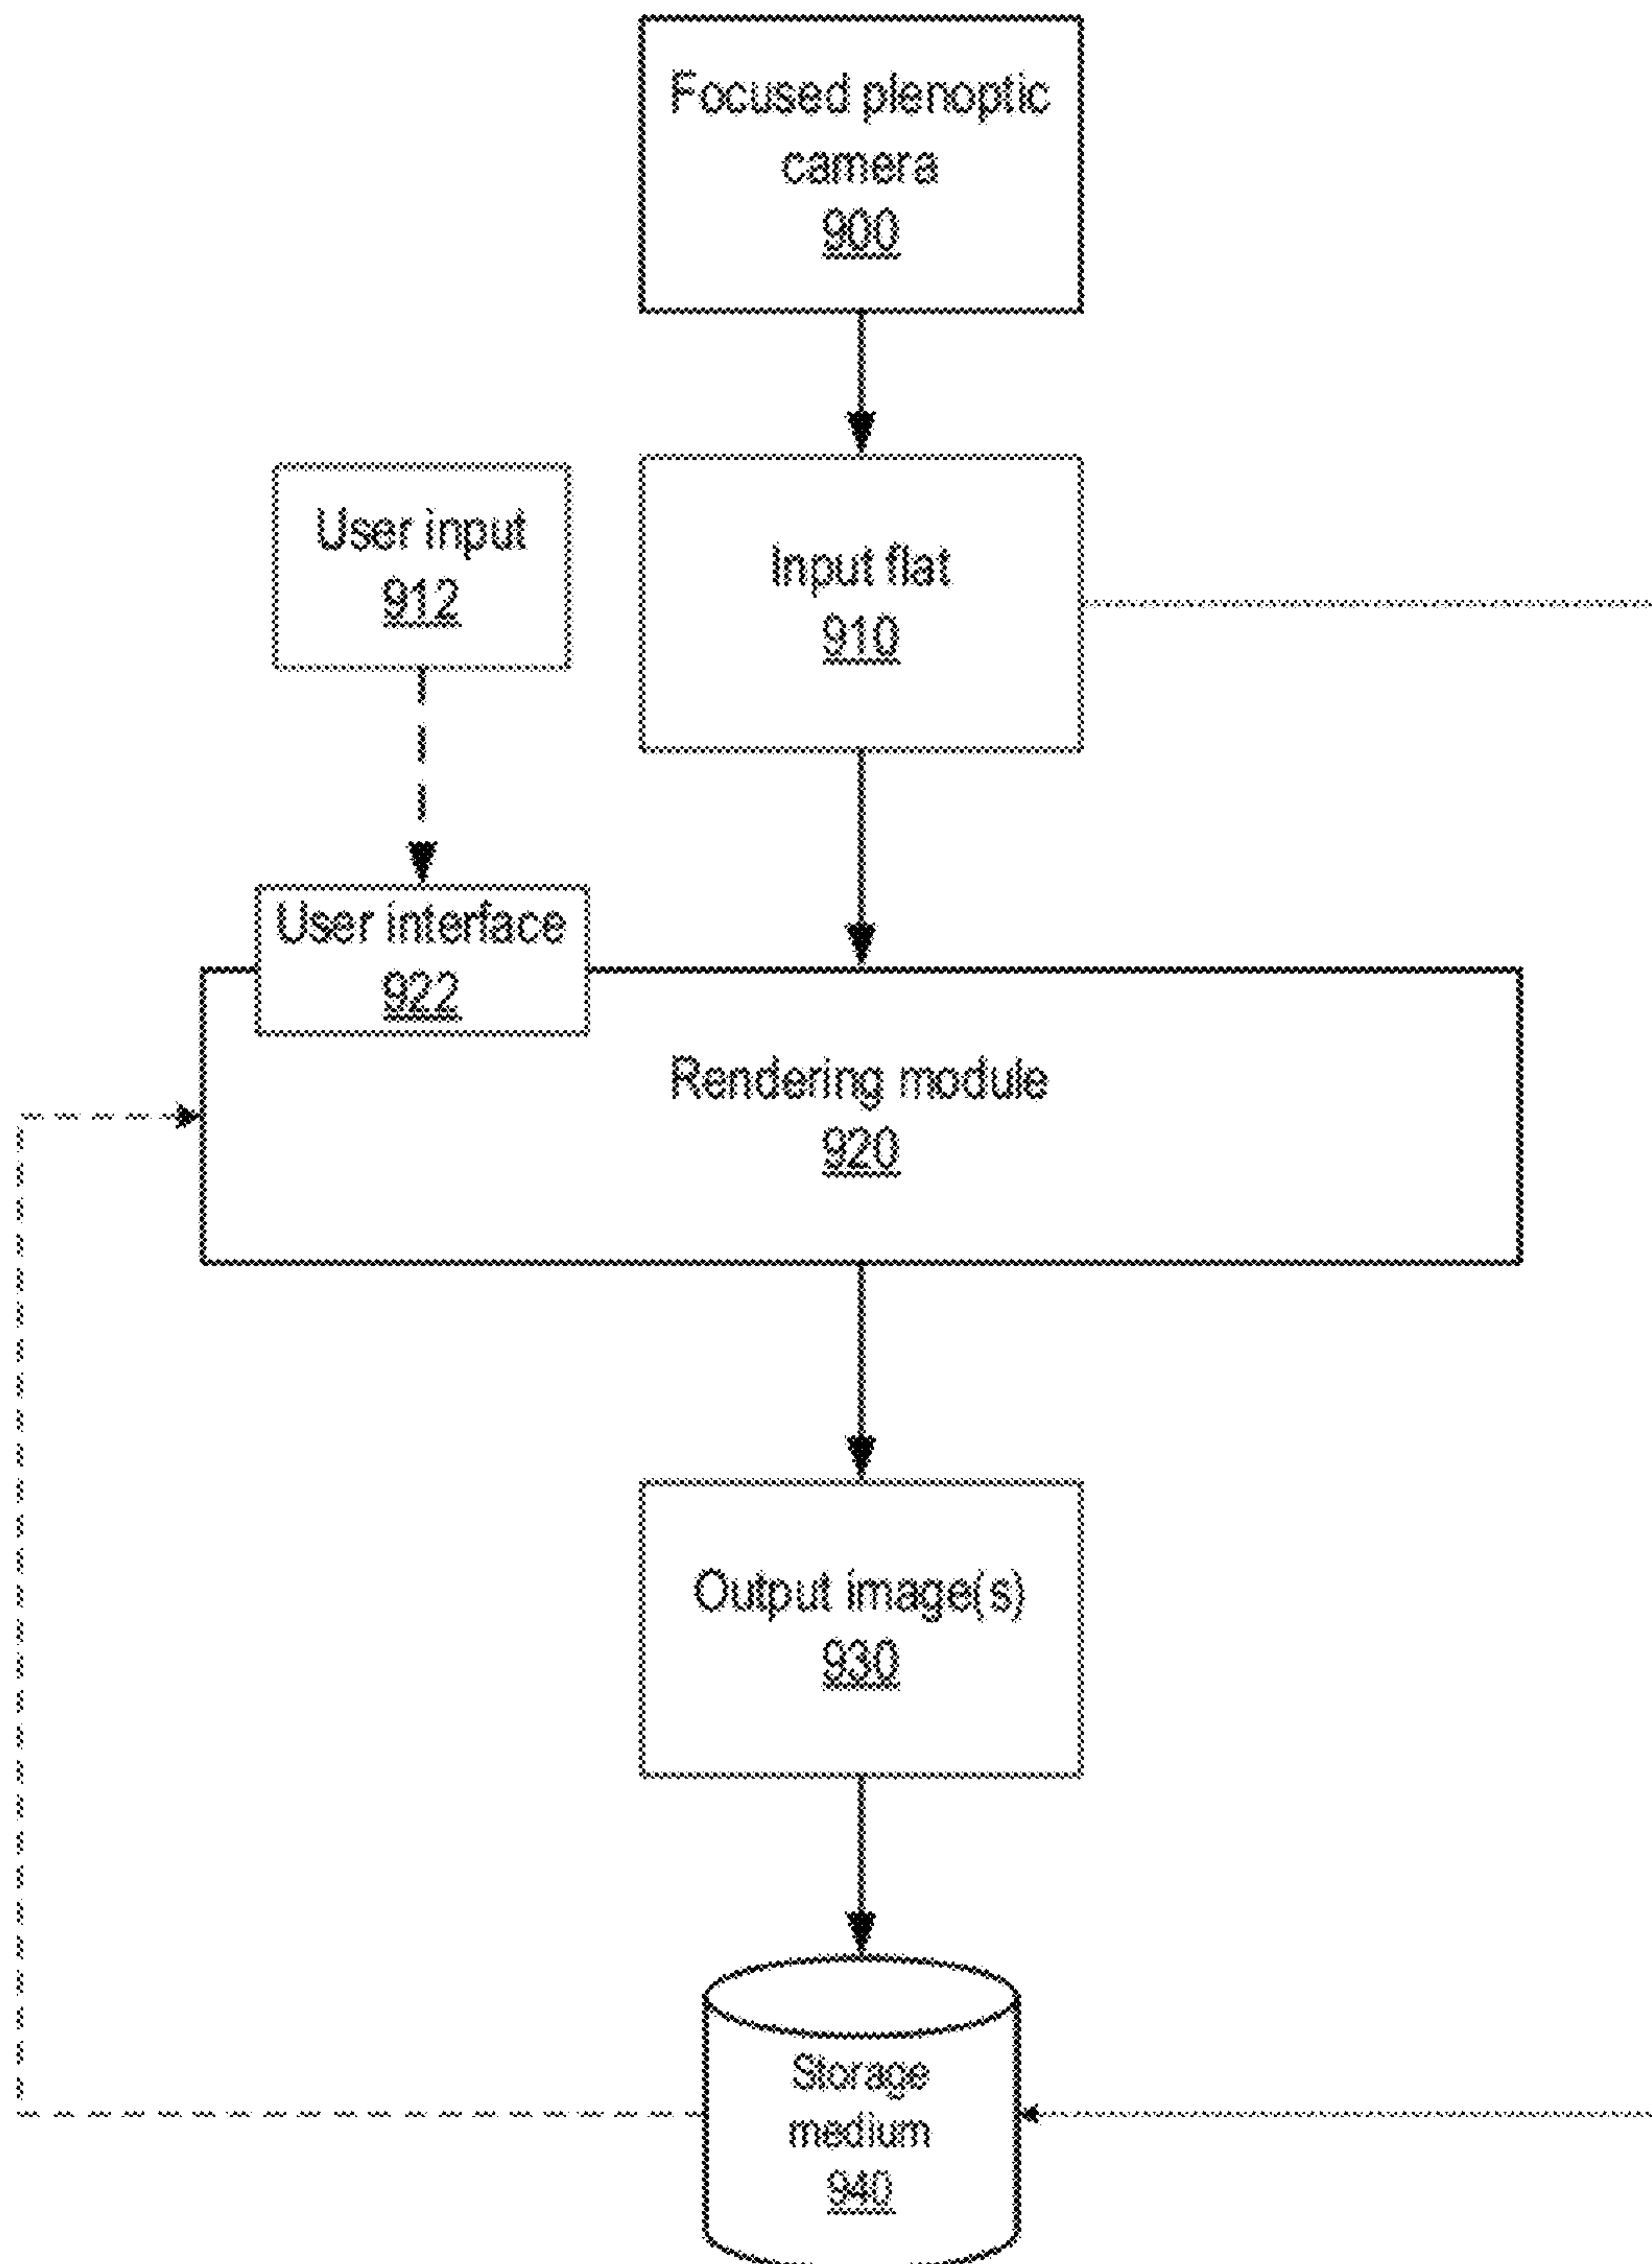 Focused plenoptic
camera
900
User input
912
Input flat
910
User interface
922
Rendering module
920
Output image(s)
930
Storage
medium
940